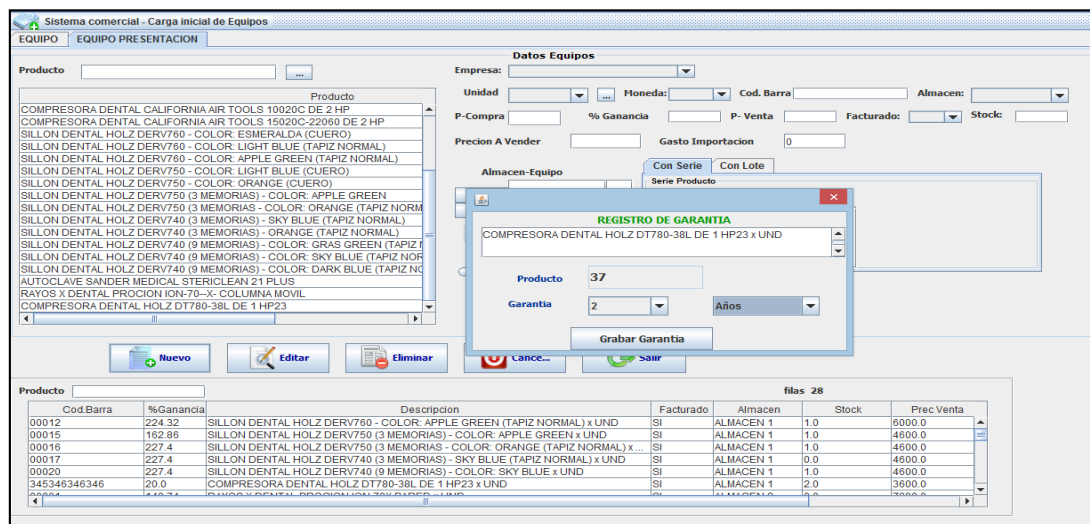 Sistema comercial - Carga inicial de Equipos
EQUIPO EQUIPO PRESENTACION
Datos Equipos
Producto ... Empresa:
Unidad ... Moneda: Cod. Barra Almacen:
P-Compra % Ganancia P- Venta Facturado: Stock:
Precion A Vender Gasto Importacion 0
Almacen-Equipo Con Serie Con Lote
Serie Producto
Producto
COMPRESORA DENTAL CALIFORNIA AIR TOOLS 10020C DE 2 HP
COMPRESORA DENTAL CALIFORNIA AIR TOOLS 15020C-22060 DE 2 HP
SILLON DENTAL HOLZ DERV760 - COLOR: ESMERALDA (CUERO)
SILLON DENTAL HOLZ DERV760 - COLOR: LIGHT BLUE (TAPIZ NORMAL)
SILLON DENTAL HOLZ DERV760 - COLOR: APPLE GREEN (TAPIZ NORMAL)
SILLON DENTAL HOLZ DERV750 - COLOR: LIGHT BLUE (CUERO)
SILLON DENTAL HOLZ DERV750 - COLOR: ORANGE (CUERO)
SILLON DENTAL HOLZ DERV750 (3 MEMORIAS) - COLOR: APPLE GREEN
SILLON DENTAL HOLZ DERV750 (3 MEMORIAS - COLOR: ORANGE (TAPIZ NORM
SILLON DENTAL HOLZ DERV740 (3 MEMORIAS) - SKY BLUE (TAPIZ NORMAL)
SILLON DENTAL HOLZ DERV740 (3 MEMORIAS) - ORANGE (TAPIZ NORMAL)
SILLON DENTAL HOLZ DERV740 (9 MEMORIAS) - COLOR: GRAS GREEN (TAPIZ
SILLON DENTAL HOLZ DERV740 (9 MEMORIAS) - COLOR: SKY BLUE (TAPIZ NOR
SILLON DENTAL HOLZ DERV740 (9 MEMORIAS) - COLOR: DARK BLUE (TAPIZ NO
AUTOCLAVE SANDER MEDICAL STERICLEAN 21 PLUS
RAYOS X DENTAL PROCION ION-70--X- COLUMNA MOVIL
COMPRESORA DENTAL HOLZ DT780-38L DE 1 HP23
REGISTRO DE GARANTIA
COMPRESORA DENTAL HOLZ DT780-38L DE 1 HP23 x UND
Producto 37
Garantia 2 Años
Grabar Garantia
Nuevo Editar Eliminar Cance... Salir
Producto filas 28
Cod.Barra %Ganancia Descripcion Facturado Almacen Stock Prec Venta
00012 224.32 SILLON DENTAL HOLZ DERV760 - COLOR: APPLE GREEN (TAPIZ NORMAL) x UND SI ALMACEN 1 1.0 6000.0
00015 162.86 SILLON DENTAL HOLZ DERV750 (3 MEMORIAS) - COLOR: APPLE GREEN x UND SI ALMACEN 1 1.0 4600.0
00016 227.4 SILLON DENTAL HOLZ DERV750 (3 MEMORIAS - COLOR: ORANGE (TAPIZ NORMAL) x ... SI ALMACEN 1 1.0 4600.0
00017 227.4 SILLON DENTAL HOLZ DERV740 (3 MEMORIAS) - SKY BLUE (TAPIZ NORMAL) x UND SI ALMACEN 1 0.0 4600.0
00020 227.4 SILLON DENTAL HOLZ DERV740 (9 MEMORIAS) - COLOR: SKY BLUE x UND SI ALMACEN 1 1.0 4600.0
345346346346 20.0 COMPRESORA DENTAL HOLZ DT780-38L DE 1 HP23 x UND SI ALMACEN 1 2.0 3600.0